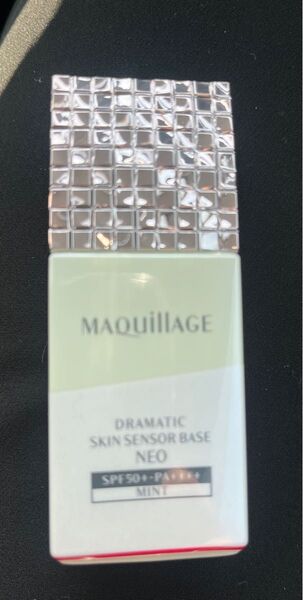 MAQuillAGE
DRAMATIC
SKIN SENSOR BASE
NEO
SPF50+・PA++++
MINT